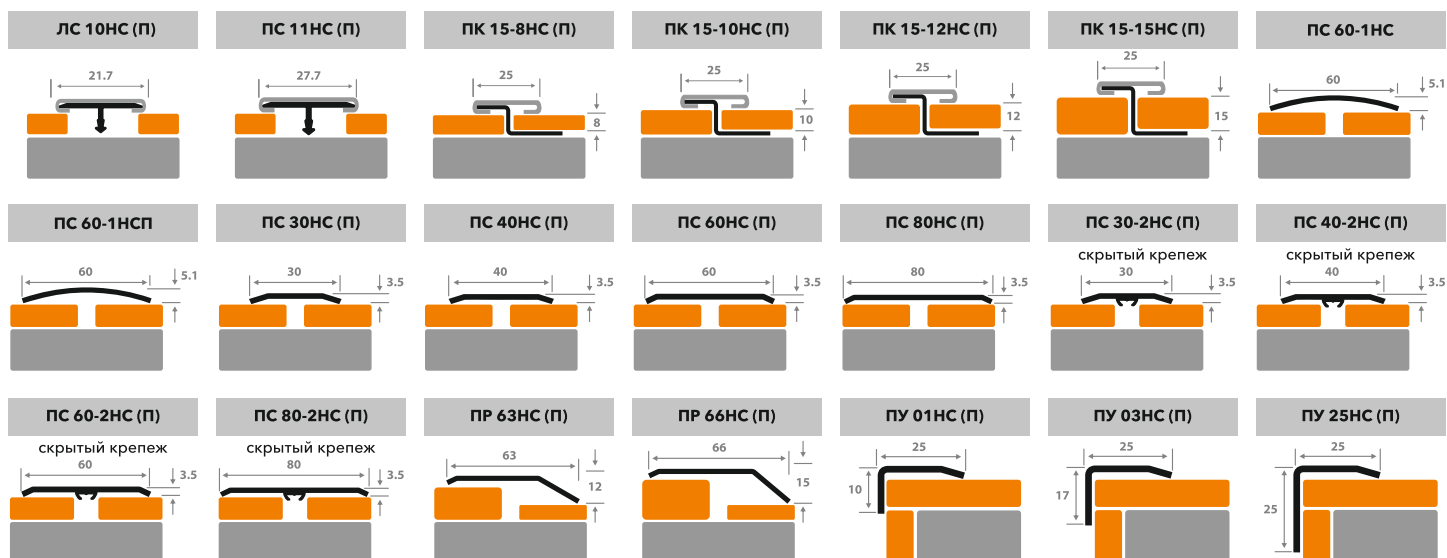 ЛС 10НС (П)
ПС 11НС (П)
ПК 15-8НС (П)
ПК 15-10НС (П)
ПК 15-12НС (П)
ПК 15-15НС (П)
ПС 60-1НС
21.7
27.7
25
8
25
10
25
12
25
15
60
5.1
ПС 60-1НСП
ПС 30НС (П)
ПС 40НС (П)
ПС 60НС (П)
ПС 80НС (П)
ПС 30-2НС (П)
ПС 40-2НС (П)
скрытый крепеж
скрытый крепеж
60
5.1
30
3.5
40
3.5
60
3.5
80
3.5
30
3.5
40
3.5
ПС 60-2НС (П)
ПС 80-2НС (П)
ПР 63НС (П)
ПР 66НС (П)
ПУ 01НС (П)
ПУ 03НС (П)
ПУ 25НС (П)
скрытый крепеж
скрытый крепеж
60
3.5
80
3.5
63
12
66
15
25
10
25
17
25
25